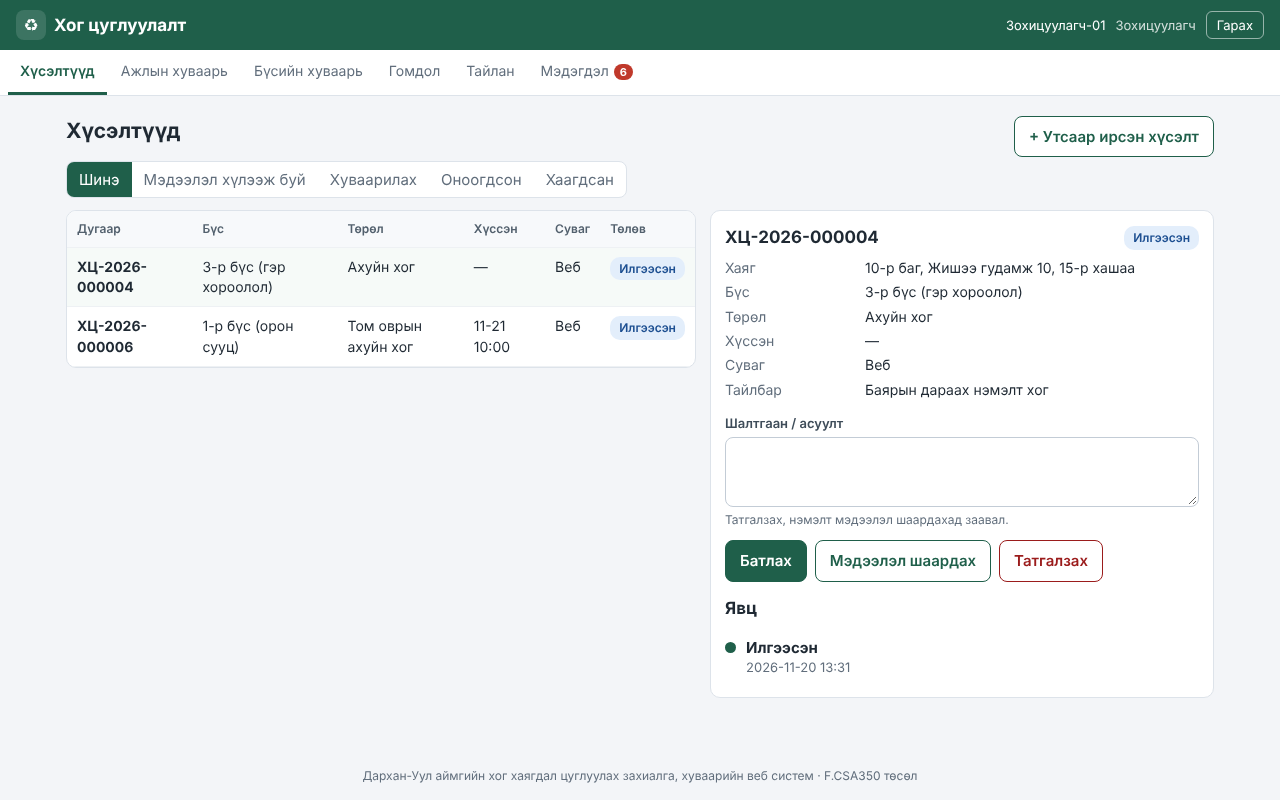 ♻ Хог цуглуулалт
Зохицуулагч-01 Зохицуулагч Гарах
Хүсэлтүүд Ажлын хуваарь Бүсийн хуваарь Гомдол Тайлан Мэдэгдэл 6
Хүсэлтүүд
+ Утсаар ирсэн хүсэлт
Шинэ Мэдээлэл хүлээж буй Хуваарилах Оноогдсон Хаагдсан
Дугаар Бүс Төрөл Хүссэн Суваг Төлөв
ХЦ-2026-
000004
3-р бүс (гэр
хороолол)
Ахуйн хог
—
Веб
Илгээсэн
ХЦ-2026-
000006
1-р бүс (орон
сууц)
Том оврын
ахуйн хог
11-21
10:00
Веб
Илгээсэн
ХЦ-2026-000004 Илгээсэн
Хаяг 10-р баг, Жишээ гудамж 10, 15-р хашаа
Бүс 3-р бүс (гэр хороолол)
Төрөл Ахуйн хог
Хүссэн —
Суваг Веб
Тайлбар Баярын дараах нэмэлт хог
Шалтгаан / асуулт
Татгалзах, нэмэлт мэдээлэл шаардахад заавал.
Батлах Мэдээлэл шаардах Татгалзах
Явц
Илгээсэн
2026-11-20 13:31
Дархан-Уул аймгийн хог хаягдал цуглуулах захиалга, хуваарийн веб систем · F.CSA350 төсөл